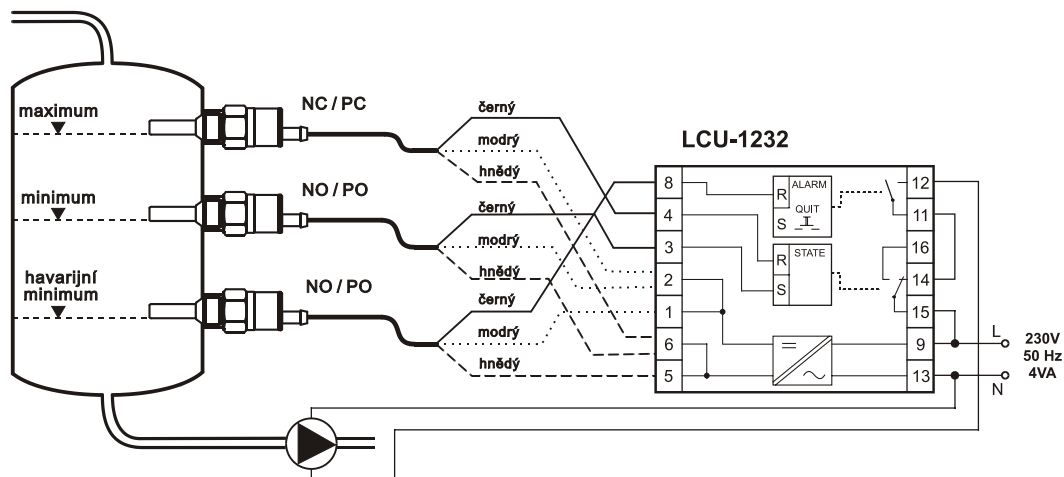 maximum
minimum
havarijní
minimum
NC / PC
NO / PO
NO / PO
černý
modrý
hnědý
černý
modrý
hnědý
černý
modrý
hnědý
LCU-1232
8
4
3
2
1
6
5
R
S
ALARM
QUIT
R
S
STATE
12
11
16
14
15
9
13
L
N
230V
50 Hz
4VA